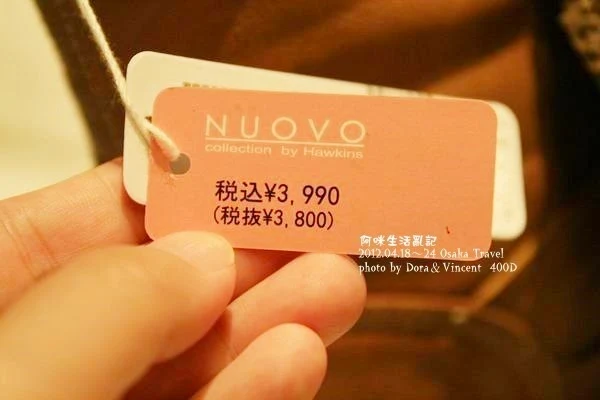 NUOVO
collection by Hawkins
税込¥3,990
(税抜¥3,800)
阿咪生活亂記
2012.04.18~24 Osaka Travel
photo by Dora & Vincent 400D